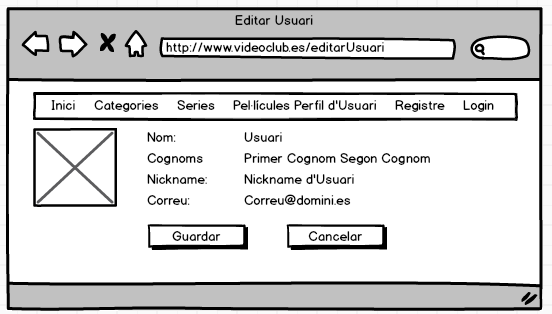 Editar Usuari
http://www.videoclub.es/editarUsuari
Inici Categories Series Pel·lícules Perfil d'Usuari Registre Login
Nom: Usuari
Cognoms Primer Cognom Segon Cognom
Nickname: Nickname d'Usuari
Correu: Correu@domini.es
Guardar Cancelar